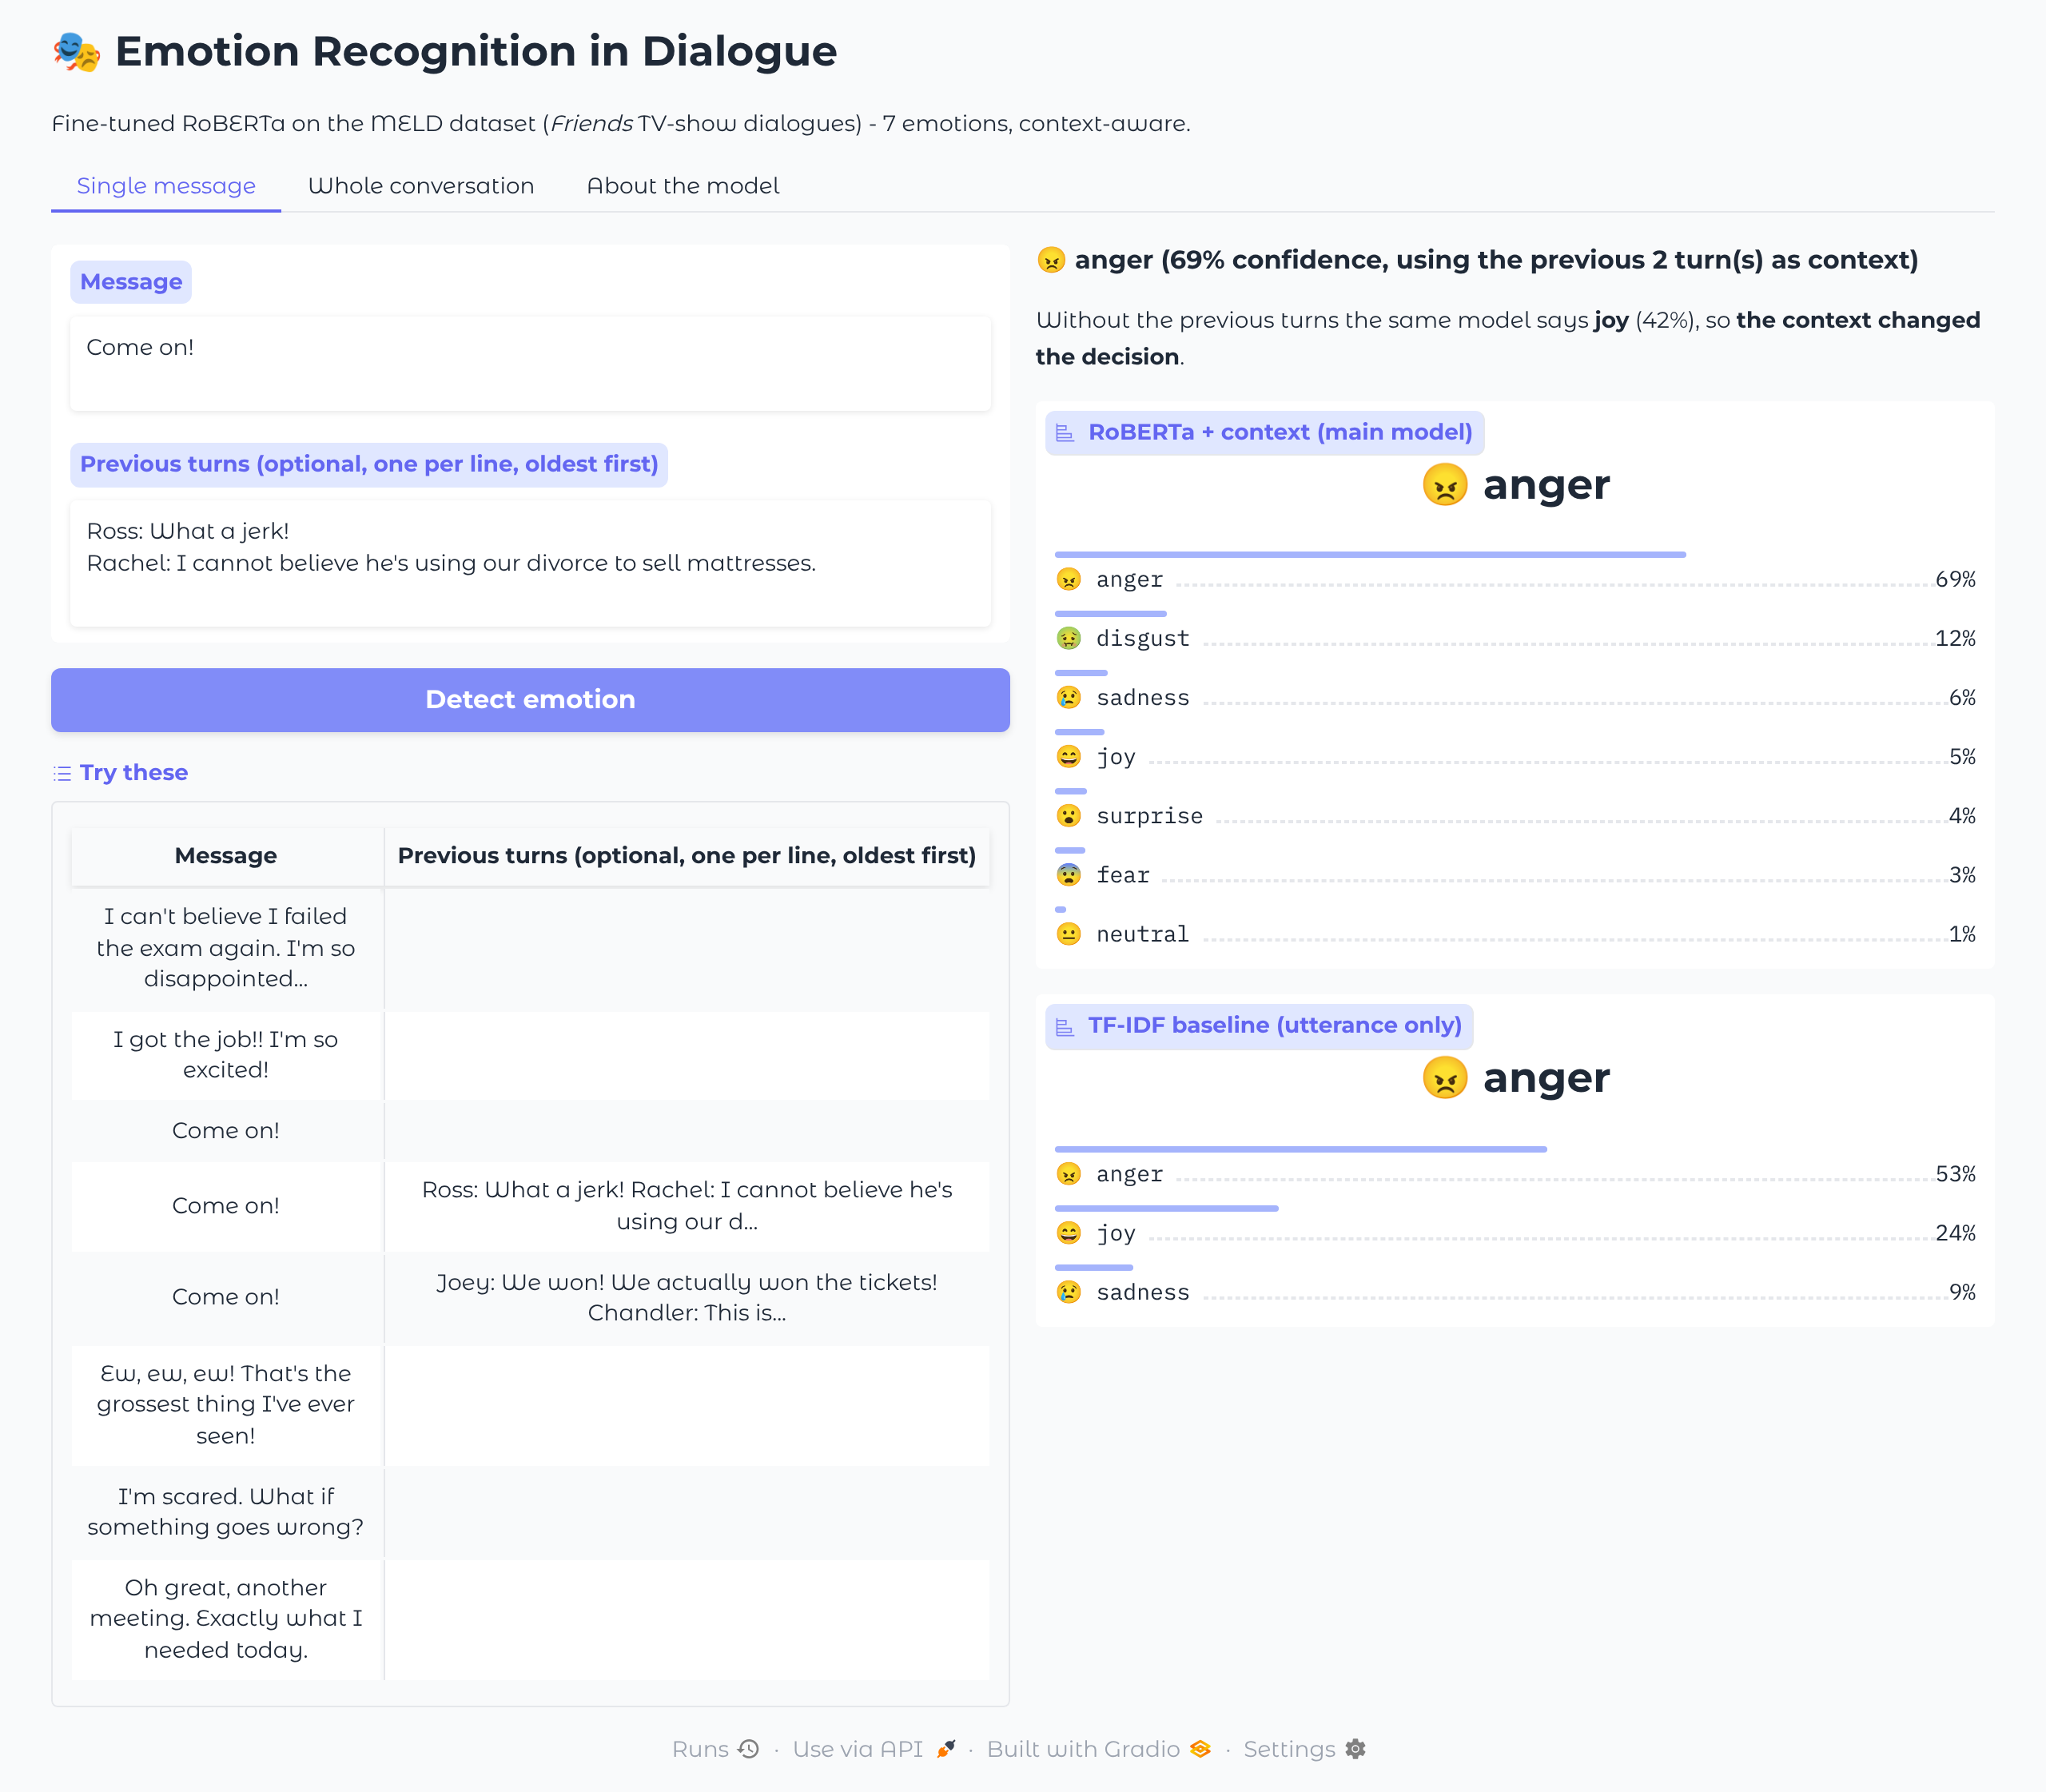 🎭 Emotion Recognition in Dialogue
Fine-tuned RoBERTa on the MELD dataset (Friends TV-show dialogues) - 7 emotions, context-aware.
Single message
Whole conversation
About the model
Message
Come on!
Previous turns (optional, one per line, oldest first)
Ross: What a jerk!
Rachel: I cannot believe he's using our divorce to sell mattresses.
Detect emotion
Try these
Message
Previous turns (optional, one per line, oldest first)
I can't believe I failed
the exam again. I'm so
disappointed...
I got the job!! I'm so
excited!
Come on!
Come on!
Ross: What a jerk! Rachel: I cannot believe he's
using our d...
Come on!
Joey: We won! We actually won the tickets!
Chandler: This is...
Ew, ew, ew! That's the
grossest thing I've ever
seen!
I'm scared. What if
something goes wrong?
Oh great, another
meeting. Exactly what I
needed today.
😠 anger (69% confidence, using the previous 2 turn(s) as context)
Without the previous turns the same model says joy (42%), so the context changed
the decision.
RoBERTa + context (main model)
😠 anger
😠 anger 69%
🤢 disgust 12%
😢 sadness 6%
😄 joy 5%
😮 surprise 4%
😨 fear 3%
😐 neutral 1%
TF-IDF baseline (utterance only)
😠 anger
😠 anger 53%
😄 joy 24%
😢 sadness 9%
Runs · Use via API · Built with Gradio · Settings